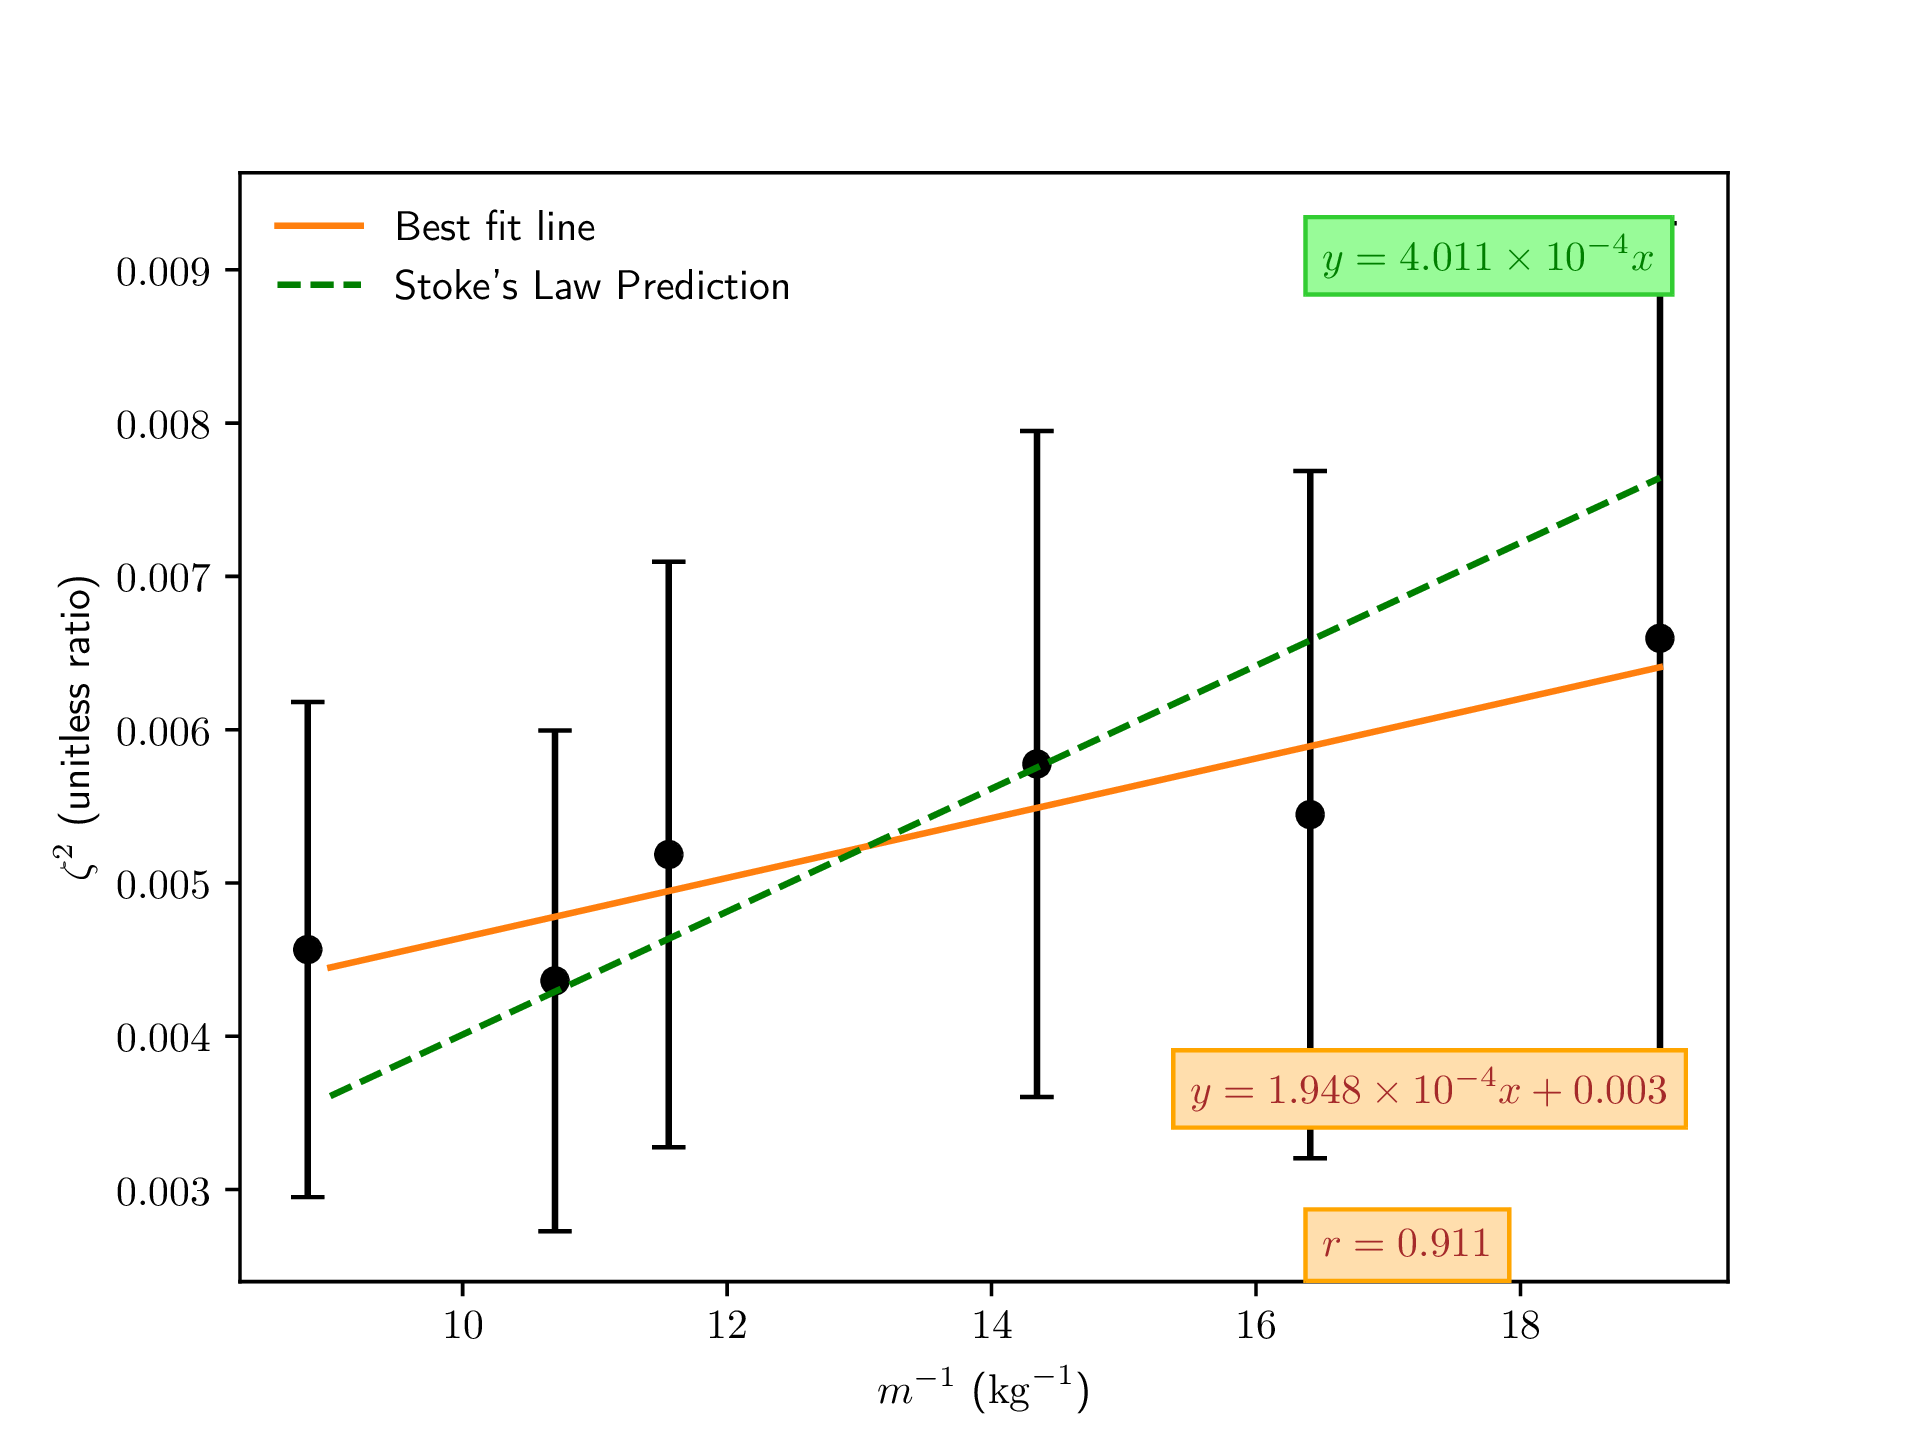 Best fit line
Stoke's Law Prediction
y = 4.011 × 10⁻⁴x
0.009
0.008
0.007
0.006
0.005
0.004
0.003
ζ² (unitless ratio)
y = 1.948 × 10⁻⁴x + 0.003
r = 0.911
10 12 14 16 18
m⁻¹ (kg⁻¹)